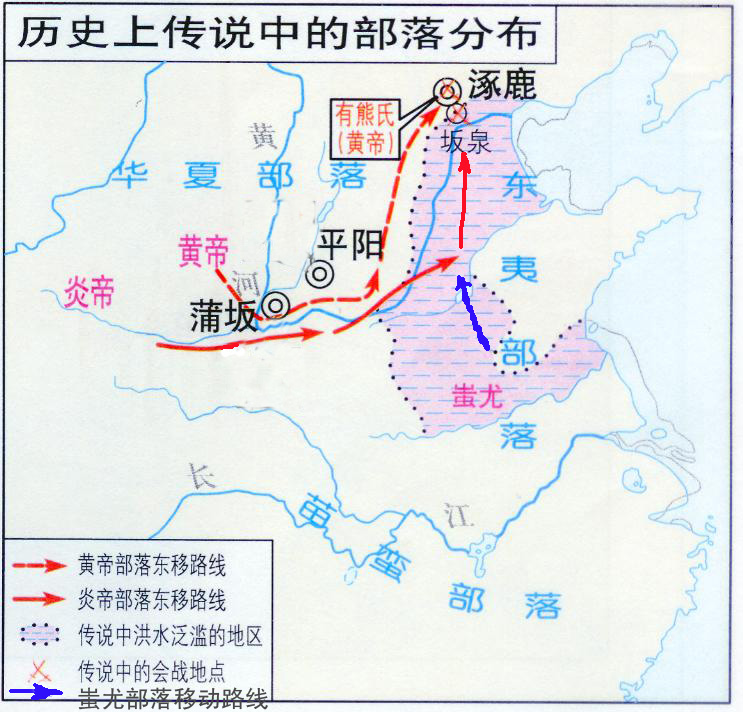 历史上传说中的部落分布
涿鹿
有熊氏
(黄帝)
坂泉
黄
华夏部落
东夷部落
平阳
黄帝
河
炎帝
蒲坂
蚩尤
长
江
苗蛮部落
黄帝部落东移路线
炎帝部落东移路线
传说中洪水泛滥的地区
传说中的会战地点
蚩尤部落移动路线